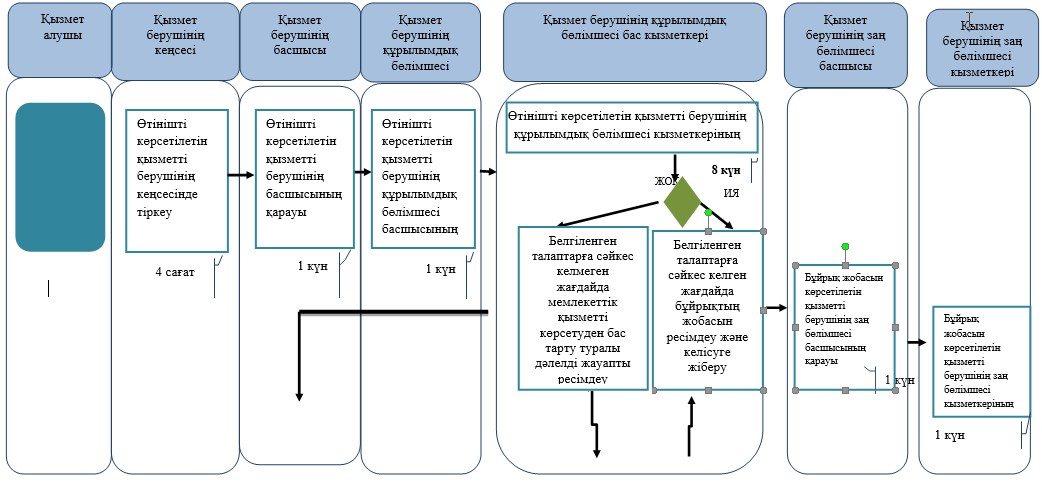 Қызмет
алушы
Қызмет
берушінің
кеңсесі
Қызмет
берушінің
басшысы
Қызмет
берушінің
құрылымдық
бөлімшесі
Қызмет берушінің құрылымдық
бөлімшесі бас қызметкері
Қызмет
берушінің заң
бөлімшесі
басшысы
Қызмет
берушінің заң
бөлімшесі
қызметкері
Өтінішті
көрсетілетін
қызметті
берушінің
кеңсесінде
тіркеу
4 сағат
Өтінішті
көрсетілетін
қызметті
берушінің
басшысының
қарауы
1 күн
Өтінішті
көрсетілетін
қызметті
берушінің
құрылымдық
бөлімшесі
басшысының
1 күн
Өтінішті көрсетілетін қызметті берушінің
құрылымдық бөлімшесі қызметкерінің
8 күн
ИЯ
Белгіленген
талаптарға сәйкес
келмеген
жағдайда
мемлекеттік
қызметті
көрсетуден бас
тарту туралы
дәлелді жауапты
ресімдеу
Белгіленген
талаптарға
сәйкес келген
жағдайда
бұйрықтың
жобасын
ресімдеу және
келісуге
жіберу
Бұйрық жобасын
көрсетілетін
қызметті
берушінің заң
бөлімшесі
басшысының
қарауы
1 күн
Бұйрық
жобасын
көрсетілетін
қызметті
берушінің заң
бөлімшесі
қызметкерінің
1 күн